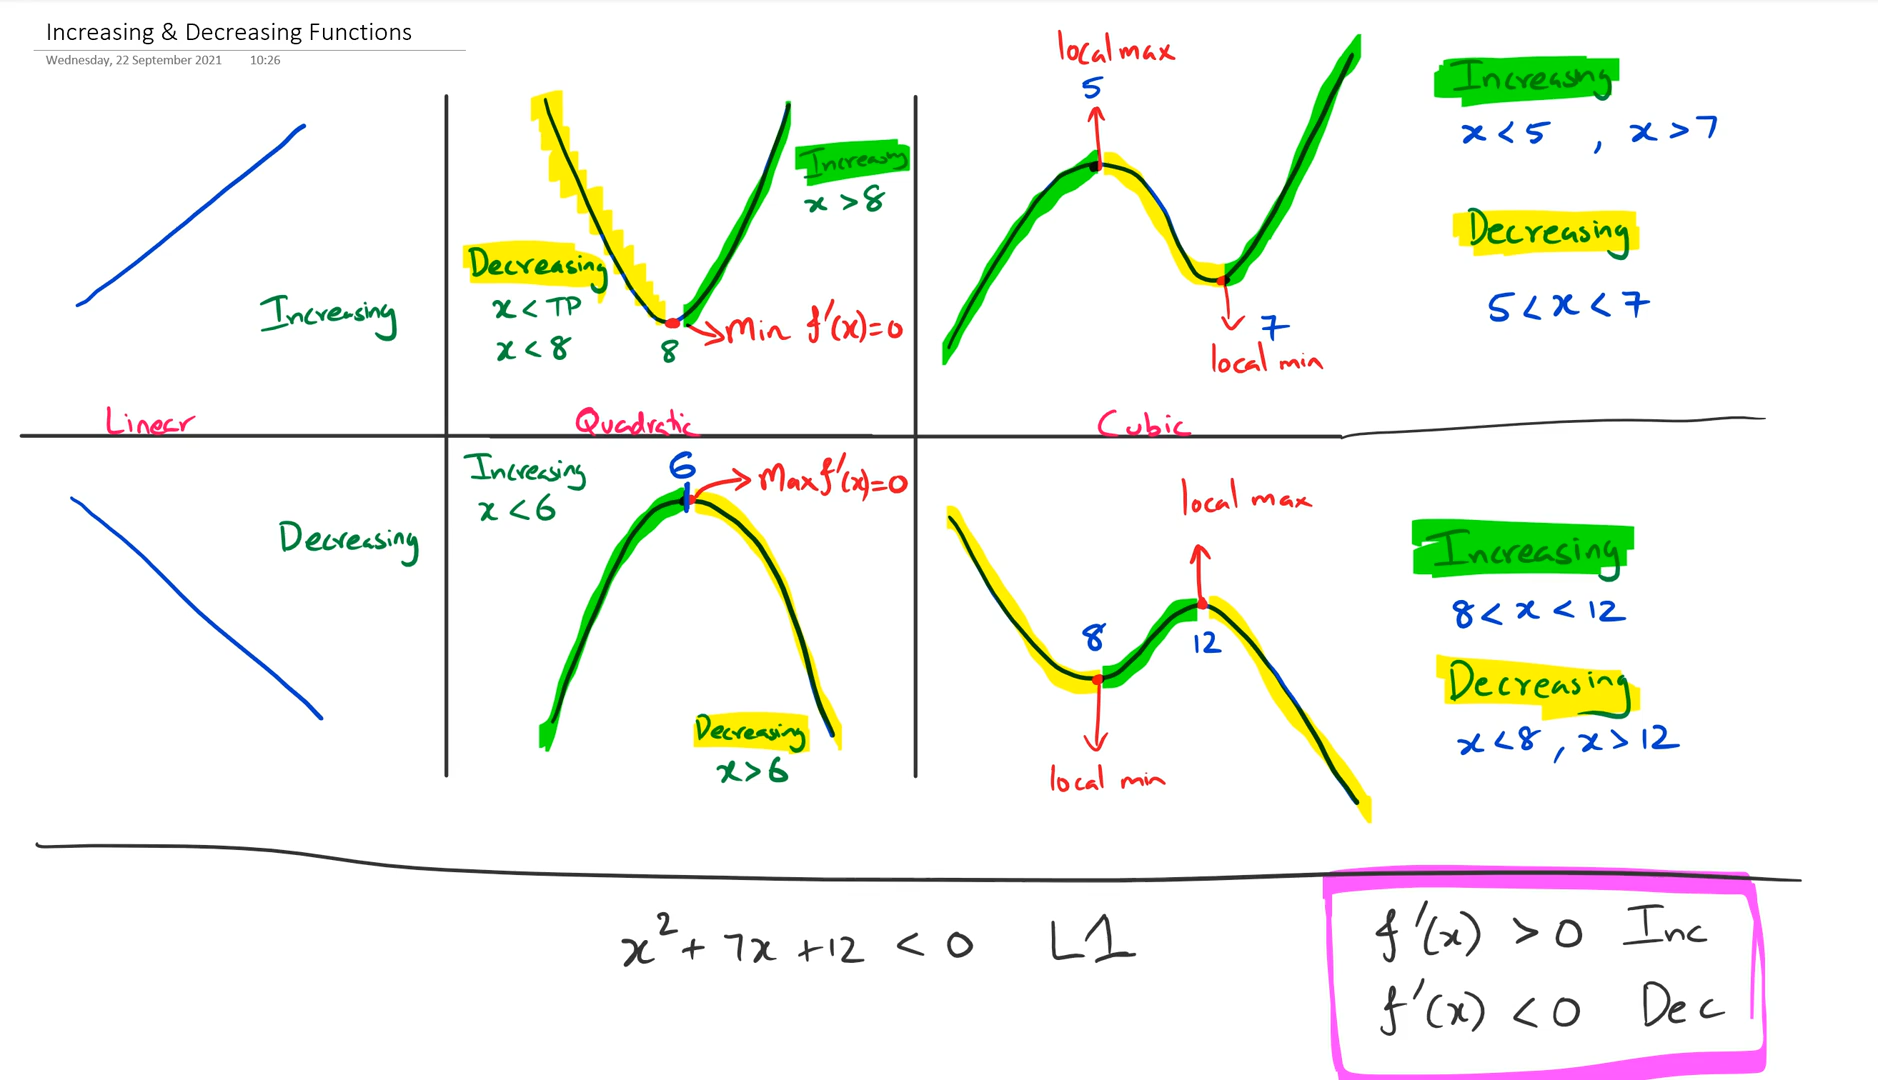 Increasing & Decreasing Functions
Wednesday, 22 September 2021 10:26
Increasing
Linear
Decreasing
x < TP
x < 8
Increasing
x > 8
8
Min f'(x)=0
Quadratic
local max
5
7
local min
Cubic
Increasing
x < 5 , x > 7
Decreasing
5 < x < 7
Decreasing
Increasing
x < 6
6
Max f'(x)=0
Decreasing
x > 6
local max
8
12
local min
Increasing
8 < x < 12
Decreasing
x < 8 , x > 12
x² + 7x + 12 < 0 L1
f'(x) > 0 Inc
f'(x) < 0 Dec